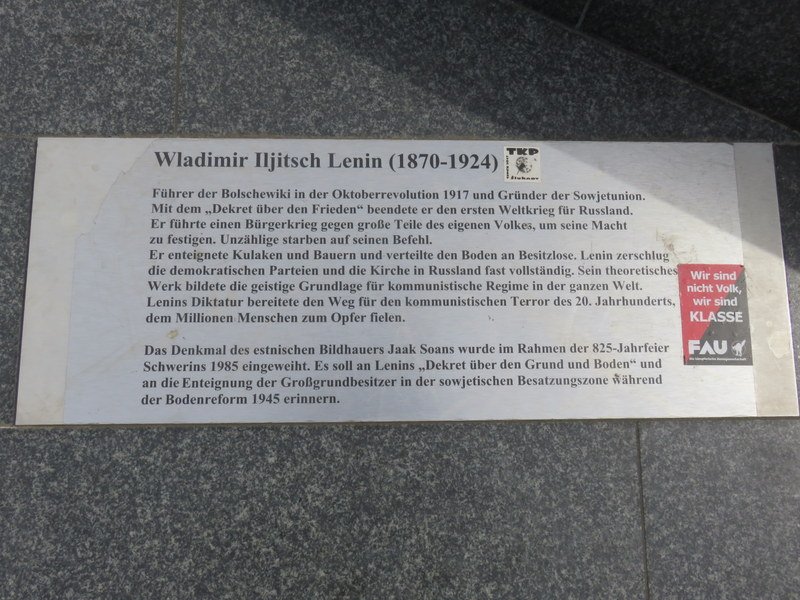 Wladimir Iljitsch Lenin (1870-1924)
TKP
Führer der Bolschewiki in der Oktoberrevolution 1917 und Gründer der Sowjetunion.
Mit dem „Dekret über den Frieden“ beendete er den ersten Weltkrieg für Russland.
Er führte einen Bürgerkrieg gegen große Teile des eigenen Volkes, um seine Macht
zu festigen. Unzählige starben auf seinen Befehl.
Er enteignete Kulaken und Bauern und verteilte den Boden an Besitzlose. Lenin zerschlug
die demokratischen Parteien und die Kirche in Russland fast vollständig. Sein theoretisches
Werk bildete die geistige Grundlage für kommunistische Regime in der ganzen Welt.
Lenins Diktatur bereitete den Weg für den kommunistischen Terror des 20. Jahrhunderts,
dem Millionen Menschen zum Opfer fielen.
Das Denkmal des estnischen Bildhauers Jaak Soans wurde im Rahmen der 825-Jahrfeier
Schwerins 1985 eingeweiht. Es soll an Lenins „Dekret über den Grund und Boden“ und
an die Enteignung der Großgrundbesitzer in der sowjetischen Besatzungszone während
der Bodenreform 1945 erinnern.
Wir sind
nicht Volk,
wir sind
KLASSE
FAU